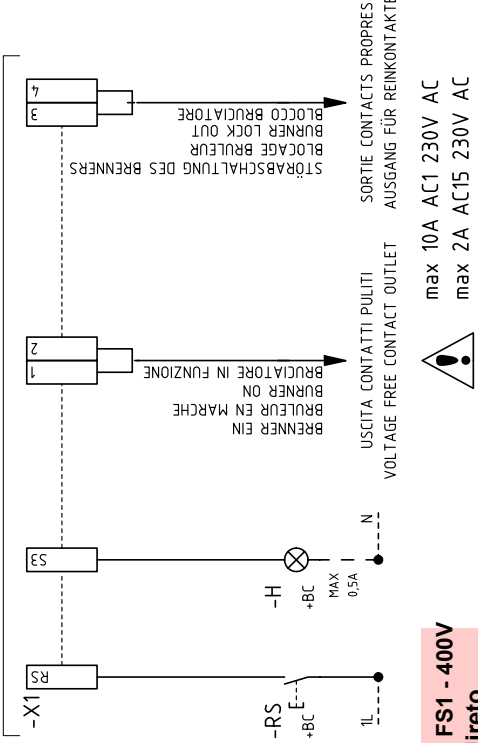 -X1
RS
S3
1
2
3
4
-RS
E
+BC
1L
-H
+BC
MAX
0,5A
N
BRENNER EIN
BRULEUR EN MARCHE
BURNER ON
BRUCIATORE IN FUNZIONE
STÖRABSCHALTUNG DES BRENNERS
BLOCAGE BRULEUR
BURNER LOCK OUT
BLOCCO BRUCIATORE
USCITA CONTATTI PULITI
VOLTAGE FREE CONTACT OUTLET
SORTIE CONTACTS PROPRES
AUSGANG FÜR REINKONTAKTE
max 10A AC1 230V AC
max 2A AC15 230V AC
FS1 - 400V
ireto